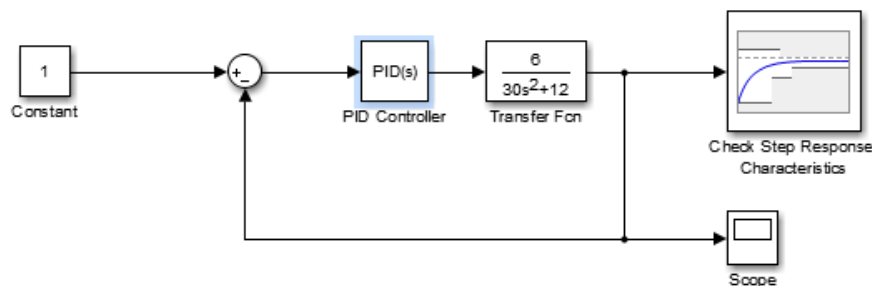 1
Constant
+
−
PID(s)
PID Controller
6
30s²+12
Transfer Fcn
Check Step Response
Characteristics
Scope